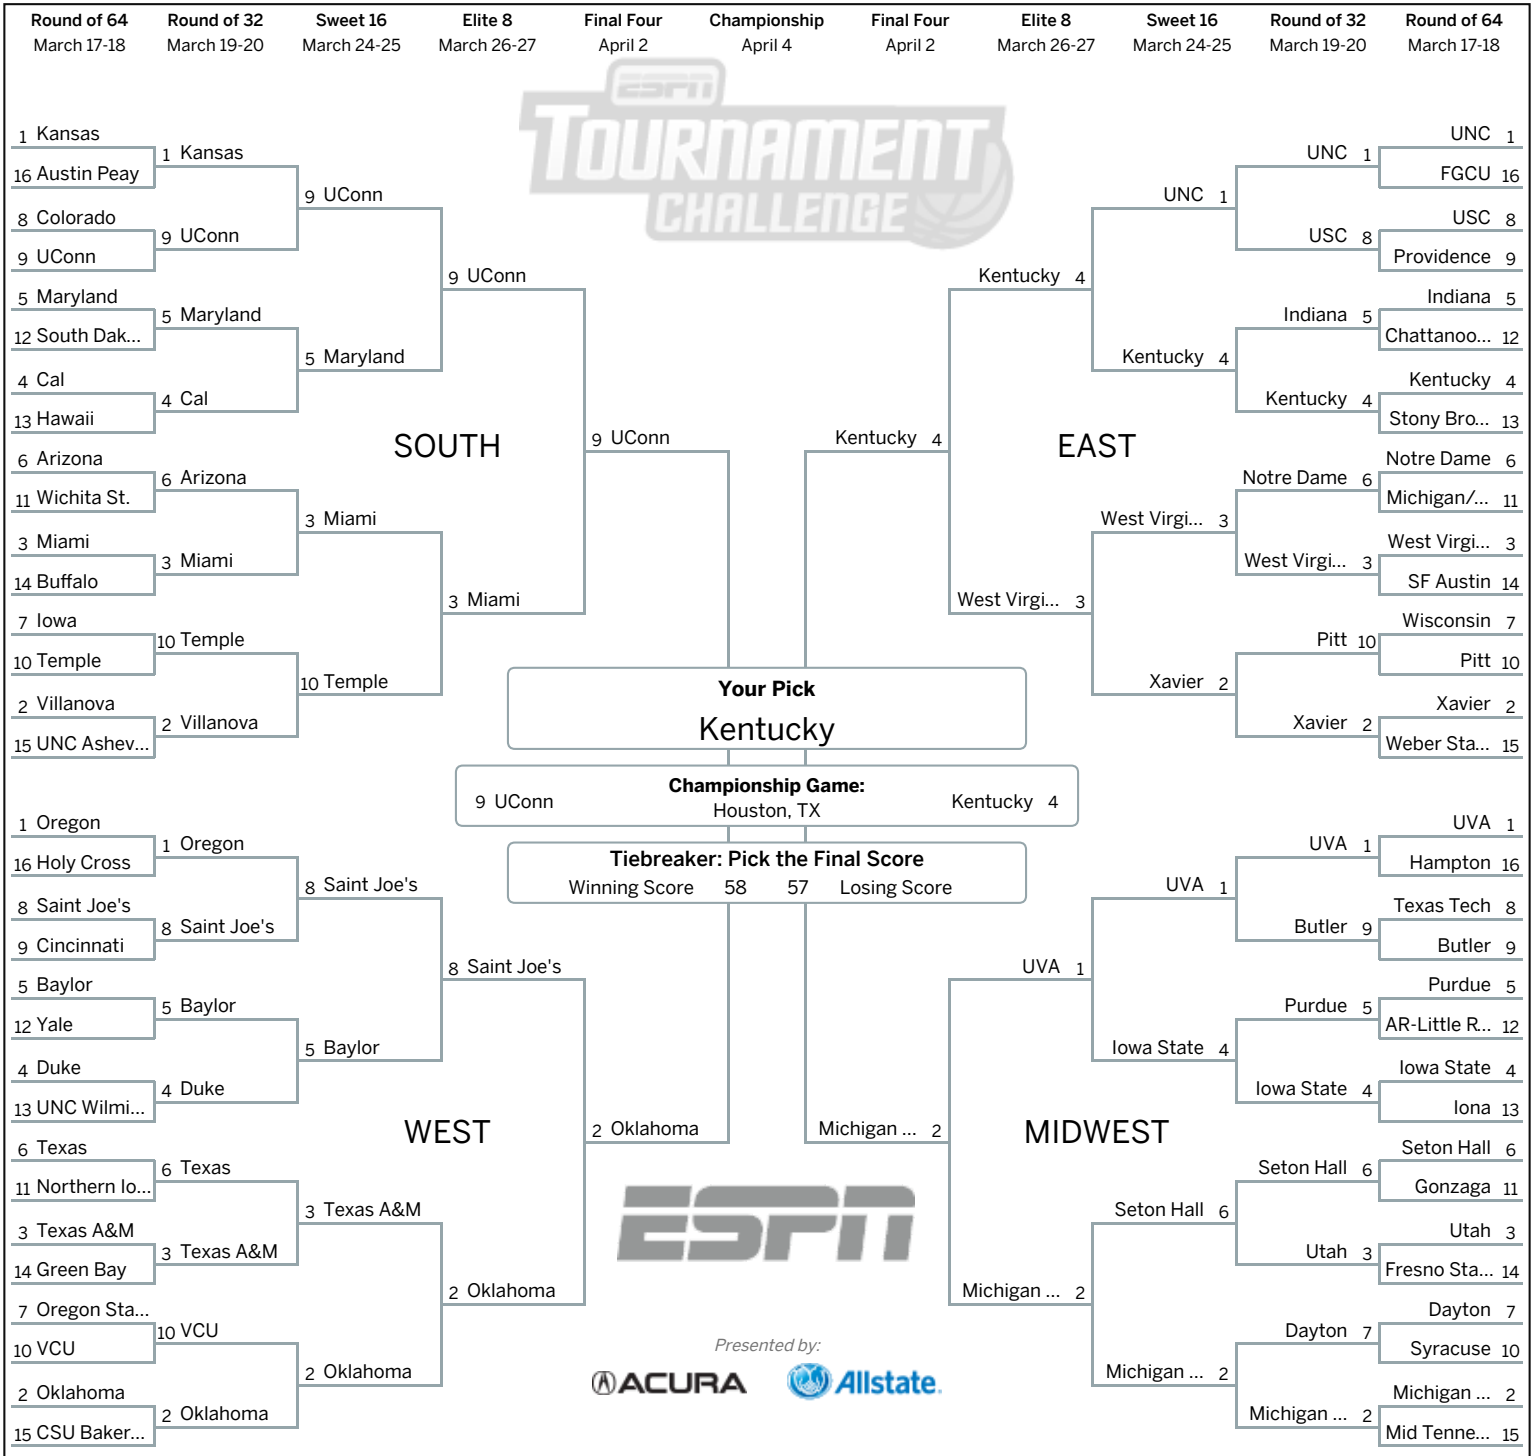 Round of 64 Round of 32 Sweet 16 Elite 8 Final Four Championship Final Four Elite 8 Sweet 16 Round of 32 Round of 64
March 17-18 March 19-20 March 24-25 March 26-27 April 2 April 4 April 2 March 26-27 March 24-25 March 19-20 March 17-18
ESPN
TOURNAMENT
CHALLENGE
1 Kansas
16 Austin Peay
8 Colorado
9 UConn
5 Maryland
12 South Dak...
4 Cal
13 Hawaii
6 Arizona
11 Wichita St.
3 Miami
14 Buffalo
7 Iowa
10 Temple
2 Villanova
15 UNC Ashev...
1 Kansas
9 UConn
5 Maryland
4 Cal
6 Arizona
3 Miami
10 Temple
2 Villanova
9 UConn
5 Maryland
3 Miami
10 Temple
9 UConn
3 Miami
9 UConn
SOUTH
1 Oregon
16 Holy Cross
8 Saint Joe's
9 Cincinnati
5 Baylor
12 Yale
4 Duke
13 UNC Wilmi...
6 Texas
11 Northern Io...
3 Texas A&M
14 Green Bay
7 Oregon Sta...
10 VCU
2 Oklahoma
15 CSU Baker...
1 Oregon
8 Saint Joe's
5 Baylor
4 Duke
6 Texas
3 Texas A&M
10 VCU
2 Oklahoma
8 Saint Joe's
5 Baylor
3 Texas A&M
2 Oklahoma
8 Saint Joe's
2 Oklahoma
2 Oklahoma
WEST
Your Pick
Kentucky
Championship Game:
9 UConn Houston, TX Kentucky 4
Tiebreaker: Pick the Final Score
Winning Score 58 57 Losing Score
Kentucky 4
Kentucky 4
West Virgi... 3
UNC 1
Kentucky 4
West Virgi... 3
Xavier 2
UNC 1
USC 8
Indiana 5
Kentucky 4
Notre Dame 6
West Virgi... 3
Pitt 10
Xavier 2
UNC 1
FGCU 16
USC 8
Providence 9
Indiana 5
Chattanoo... 12
Kentucky 4
Stony Bro... 13
Notre Dame 6
Michigan/... 11
West Virgi... 3
SF Austin 14
Wisconsin 7
Pitt 10
Xavier 2
Weber Sta... 15
EAST
Michigan ... 2
UVA 1
Michigan ... 2
UVA 1
Iowa State 4
Seton Hall 6
Michigan ... 2
UVA 1
Butler 9
Purdue 5
Iowa State 4
Seton Hall 6
Utah 3
Dayton 7
Michigan ... 2
UVA 1
Hampton 16
Texas Tech 8
Butler 9
Purdue 5
AR-Little R... 12
Iowa State 4
Iona 13
Seton Hall 6
Gonzaga 11
Utah 3
Fresno Sta... 14
Dayton 7
Syracuse 10
Michigan ... 2
Mid Tenne... 15
MIDWEST
ESPN
Presented by:
ACURA Allstate.